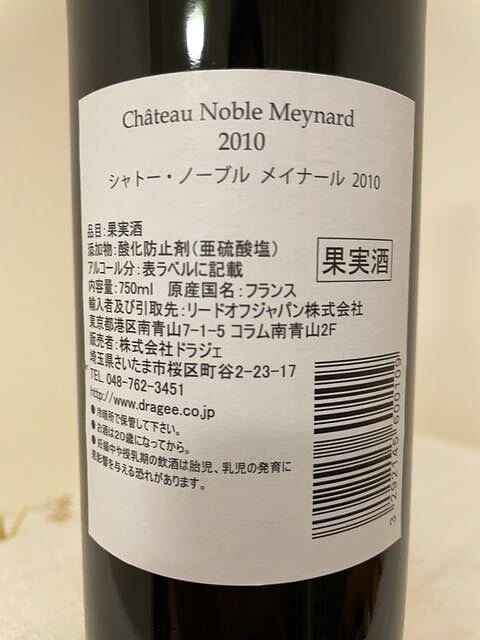 Château Noble Meynard
2010
シャトー・ノーブル メイナール 2010
品目:果実酒
添加物:酸化防止剤(亜硫酸塩)
アルコール分:表ラベルに記載
果実酒
内容量:750ml 原産国名:フランス
輸入者及び引取先:リードオフジャパン株式会社
東京都港区南青山7-1-5 コラム南青山2F
販売者:株式会社ドラジェ
埼玉県さいたま市桜区町谷2-23-17
TEL 048-762-3451
http://www.dragee.co.jp
●冷暗所で保管して下さい。
●お酒は20歳になってから。
●妊娠中や授乳期の飲酒は胎児、乳児の発育に
悪影響を与える恐れがあります。
3 292145 600109